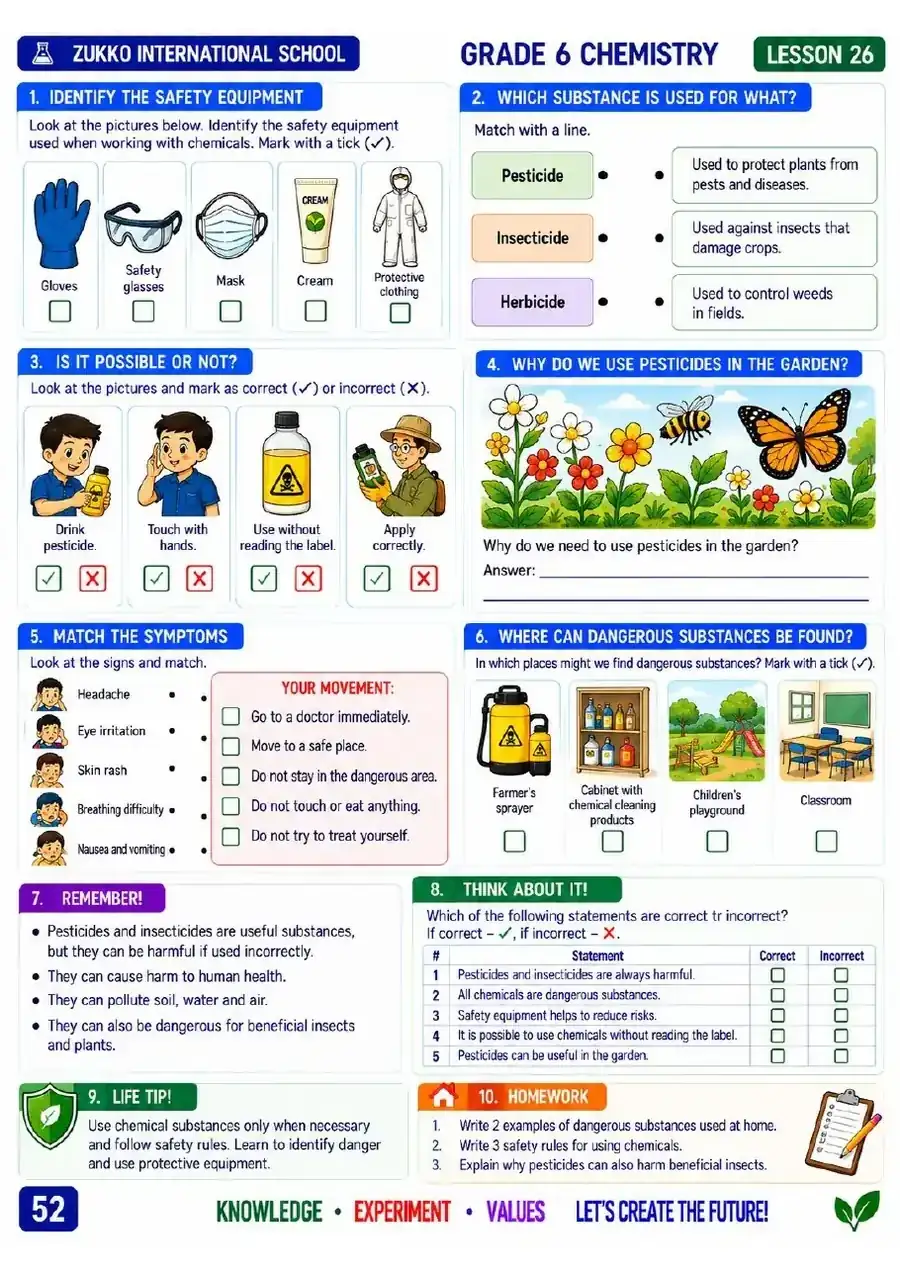 ZUKKO INTERNATIONAL SCHOOL
GRADE 6 CHEMISTRY
LESSON 26
1. IDENTIFY THE SAFETY EQUIPMENT
Look at the pictures below. Identify the safety equipment
used when working with chemicals. Mark with a tick (✓).
CREAM
Gloves
Safety
glasses
Mask
Cream
Protective
clothing
2. WHICH SUBSTANCE IS USED FOR WHAT?
Match with a line.
Pesticide
Used to protect plants from
pests and diseases.
Insecticide
Used against insects that
damage crops.
Herbicide
Used to control weeds
in fields.
3. IS IT POSSIBLE OR NOT?
Look at the pictures and mark as correct (✓) or incorrect (✗).
Drink
pesticide.
Touch with
hands.
Use without
reading the label.
Apply
correctly.
4. WHY DO WE USE PESTICIDES IN THE GARDEN?
Why do we need to use pesticides in the garden?
Answer:
5. MATCH THE SYMPTOMS
Look at the signs and match.
Headache
Eye irritation
Skin rash
Breathing difficulty
Nausea and vomiting
YOUR MOVEMENT:
Go to a doctor immediately.
Move to a safe place.
Do not stay in the dangerous area.
Do not touch or eat anything.
Do not try to treat yourself.
6. WHERE CAN DANGEROUS SUBSTANCES BE FOUND?
In which places might we find dangerous substances? Mark with a tick (✓).
Farmer's
sprayer
Cabinet with
chemical cleaning
products
Children's
playground
Classroom
7. REMEMBER!
• Pesticides and insecticides are useful substances,
but they can be harmful if used incorrectly.
• They can cause harm to human health.
• They can pollute soil, water and air.
• They can also be dangerous for beneficial insects
and plants.
8. THINK ABOUT IT!
Which of the following statements are correct tr incorrect?
If correct – ✓, if incorrect – ✗.
# Statement Correct Incorrect
1 Pesticides and insecticides are always harmful.
2 All chemicals are dangerous substances.
3 Safety equipment helps to reduce risks.
4 It is possible to use chemicals without reading the label.
5 Pesticides can be useful in the garden.
9. LIFE TIP!
Use chemical substances only when necessary
and follow safety rules. Learn to identify danger
and use protective equipment.
10. HOMEWORK
1. Write 2 examples of dangerous substances used at home.
2. Write 3 safety rules for using chemicals.
3. Explain why pesticides can also harm beneficial insects.
52
KNOWLEDGE • EXPERIMENT • VALUES LET'S CREATE THE FUTURE!